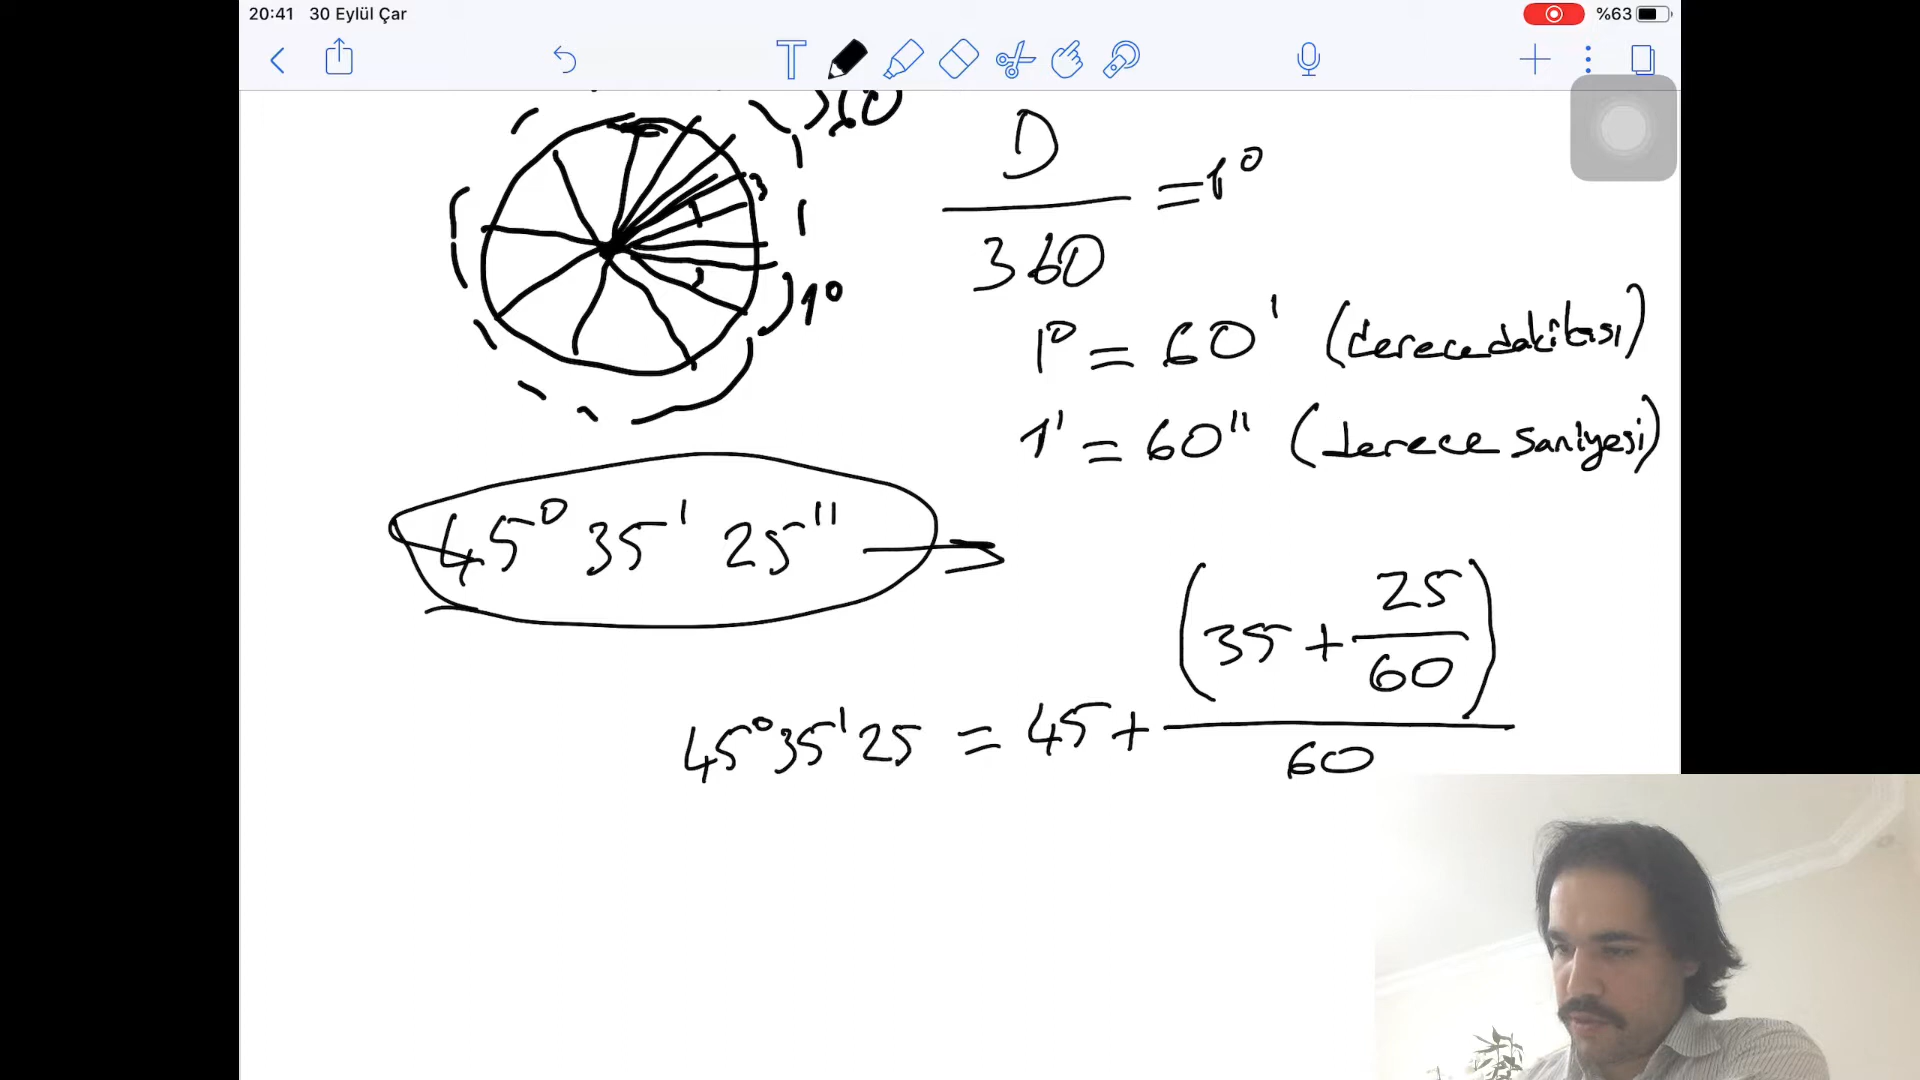 20:41 30 Eylül Çar %63
360
D
360
=1°
1°
1° = 60' (derece dakikası)
1' = 60" (derece saniyesi)
45° 35' 25" →
45°35'25 = 45 + (35 + 25/60)/60